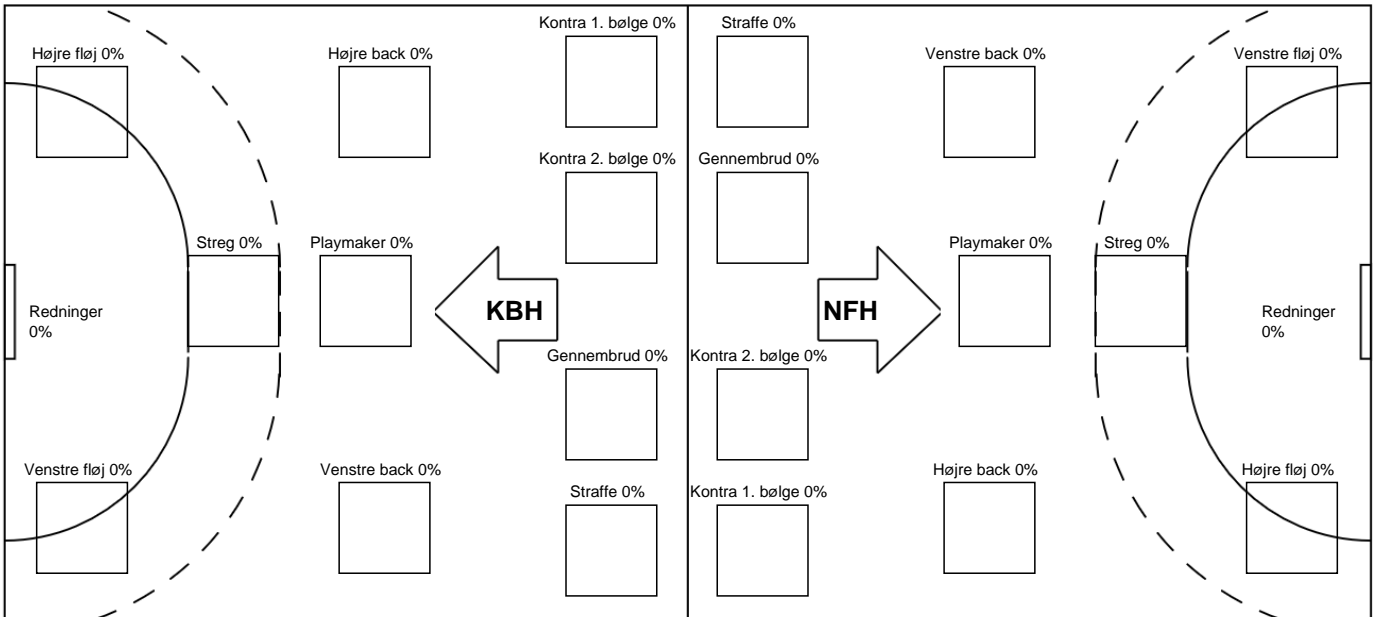 Kontra 1. bølge 0%
Straffe 0%
Højre fløj 0%
Højre back 0%
Venstre back 0%
Venstre fløj 0%
Kontra 2. bølge 0%
Gennembrud 0%
Streg 0%
Playmaker 0%
Playmaker 0%
Streg 0%
Redninger
0%
KBH
NFH
Redninger
0%
Gennembrud 0%
Kontra 2. bølge 0%
Venstre fløj 0%
Venstre back 0%
Højre back 0%
Højre fløj 0%
Straffe 0%
Kontra 1. bølge 0%